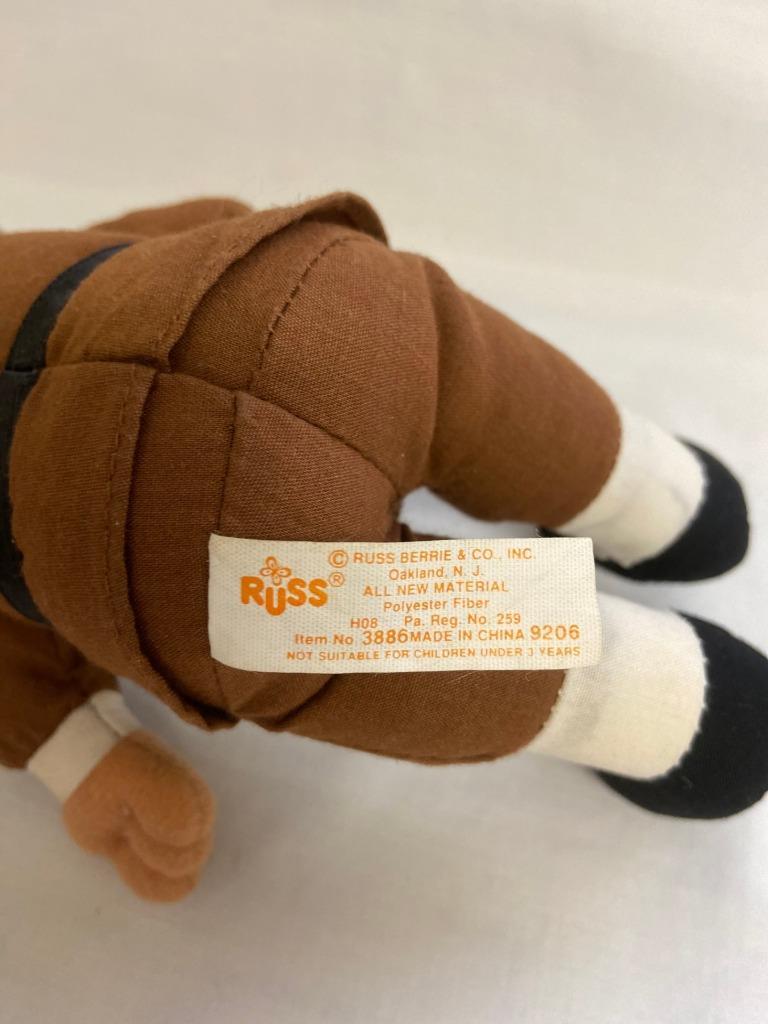 © RUSS BERRIE & CO., INC.
RUSS®
Oakland, N. J.
ALL NEW MATERIAL
Polyester Fiber
H08 Pa. Reg. No. 259
Item No. 3886 MADE IN CHINA 9206
NOT SUITABLE FOR CHILDREN UNDER 3 YEARS